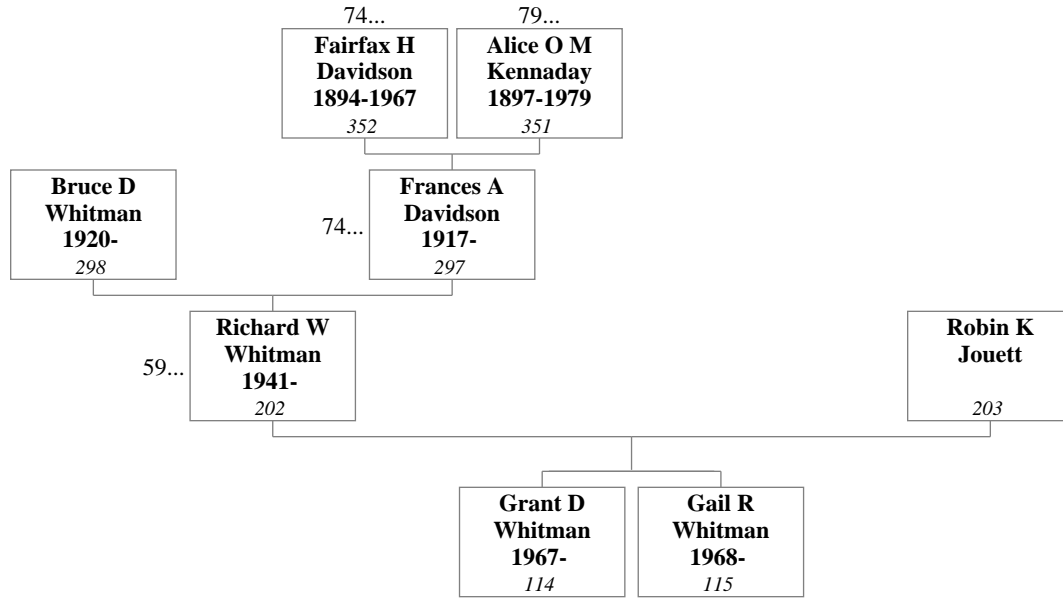 74...
79...
Fairfax H
Davidson
1894-1967
352
Alice O M
Kennaday
1897-1979
351
Bruce D
Whitman
1920-
298
74...
Frances A
Davidson
1917-
297
59...
Richard W
Whitman
1941-
202
Robin K
Jouett
203
Grant D
Whitman
1967-
114
Gail R
Whitman
1968-
115